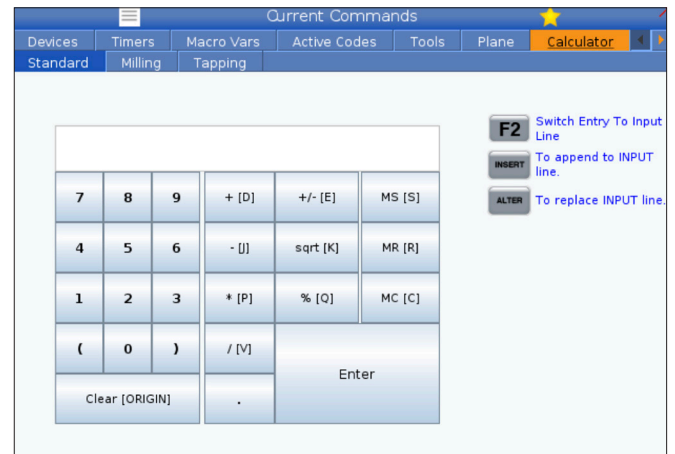 Current Commands
Devices Timers Macro Vars Active Codes Tools Plane Calculator
Standard Milling Tapping
F2 Switch Entry To Input
Line
INSERT To append to INPUT
line.
ALTER To replace INPUT line.
7 8 9 + [D] +/- [E] MS [S]
4 5 6 - [J] sqrt [K] MR [R]
1 2 3 * [P] % [Q] MC [C]
( 0 ) / [V]
Enter
Clear [ORIGIN] .